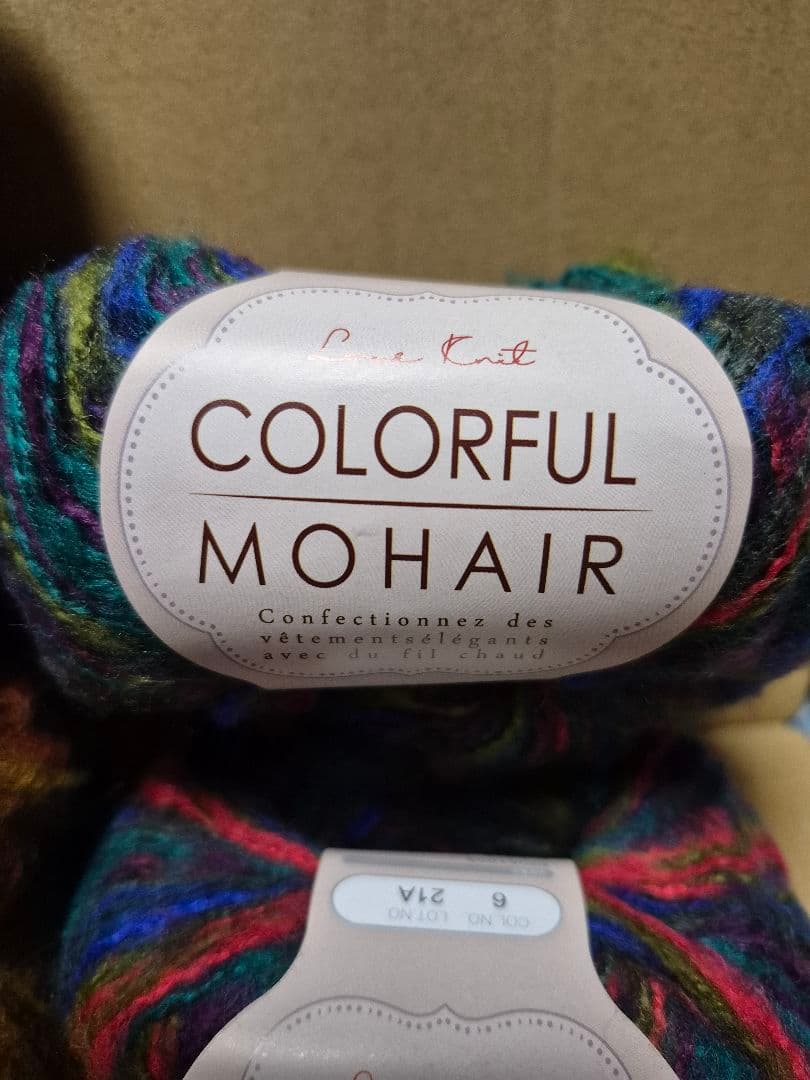 Love Knit
COLORFUL
MOHAIR
Confectionnez des
vêtementsélégants
avec du fil chaud
COL NO. LOT.NO
6 21A